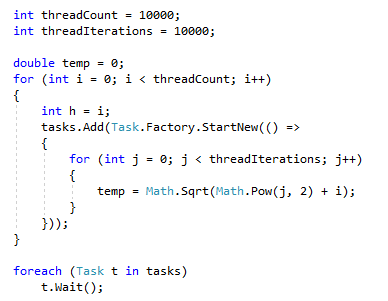 int threadCount = 10000;
int threadIterations = 10000;
double temp = 0;
for (int i = 0; i < threadCount; i++)
{
int h = i;
tasks.Add(Task.Factory.StartNew(() =>
{
for (int j = 0; j < threadIterations; j++)
{
temp = Math.Sqrt(Math.Pow(j, 2) + i);
}
}));
}
foreach (Task t in tasks)
t.Wait();